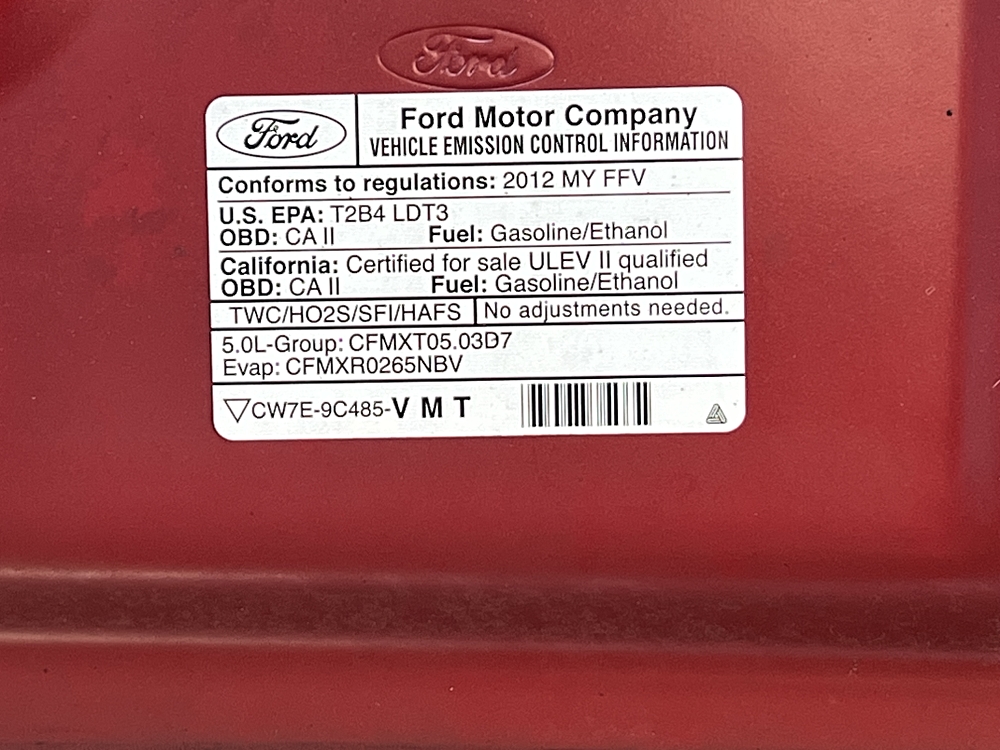 Ford
Ford
Ford Motor Company
VEHICLE EMISSION CONTROL INFORMATION
Conforms to regulations: 2012 MY FFV
U.S. EPA: T2B4 LDT3
OBD: CA II Fuel: Gasoline/Ethanol
California: Certified for sale ULEV II qualified
OBD: CA II Fuel: Gasoline/Ethanol
TWC/HO2S/SFI/HAFS No adjustments needed.
5.0L-Group: CFMXT05.03D7
Evap: CFMXR0265NBV
CW7E-9C485-V M T